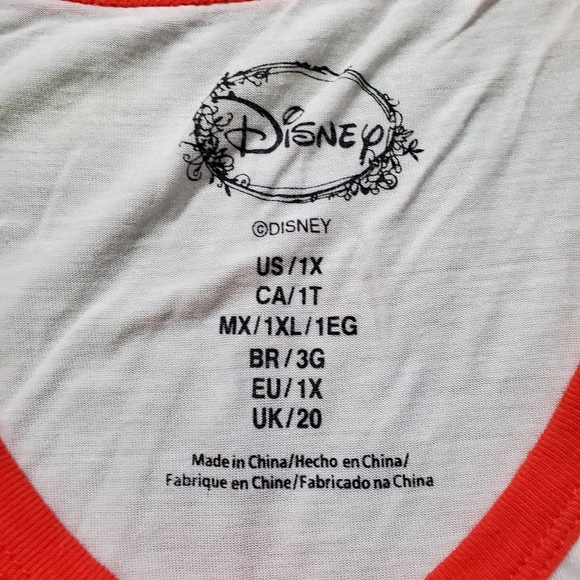 Disney
©DISNEY
US/1X
CA/1T
MX/1XL/1EG
BR/3G
EU/1X
UK/20
Made in China/Hecho en China/
Fabrique en Chine/Fabricado na China